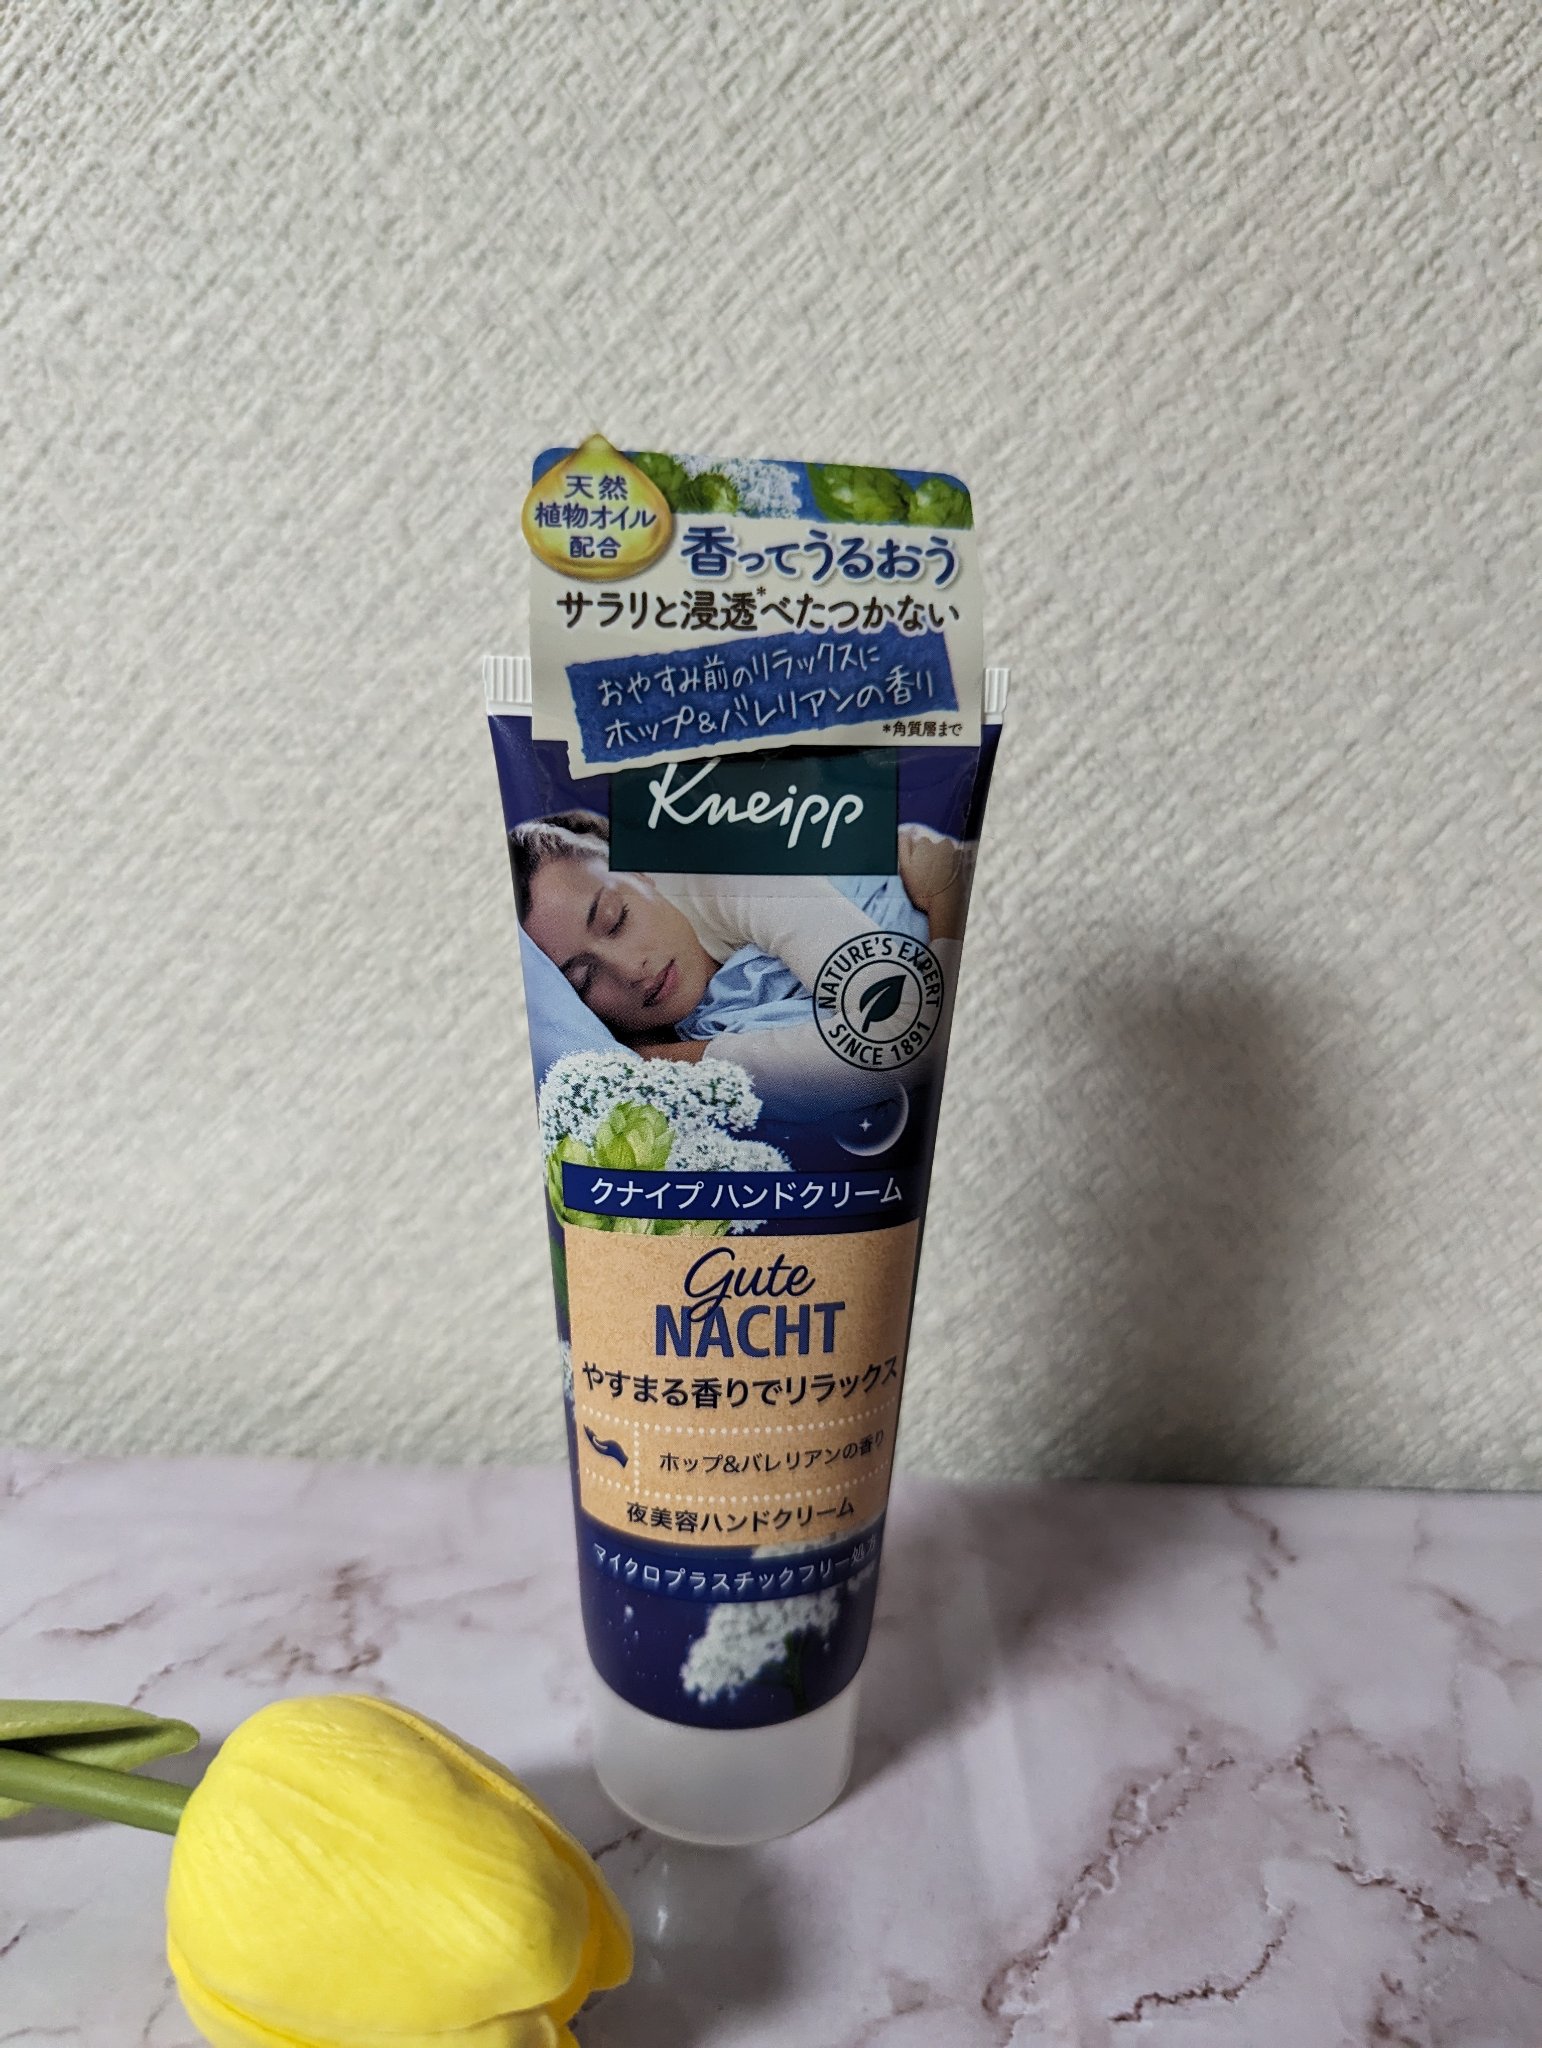 天然
植物オイル
配合
香ってうるおう
サラリと浸透*べたつかない
おやすみ前のリラックスに
ホップ&バレリアンの香り
*角質層まで
Kneipp
NATURE'S EXPERT
SINCE 1891
クナイプ ハンドクリーム
Gute
NACHT
やすまる香りでリラックス
ホップ&バレリアンの香り
夜美容ハンドクリーム
マイクロプラスチックフリー処方